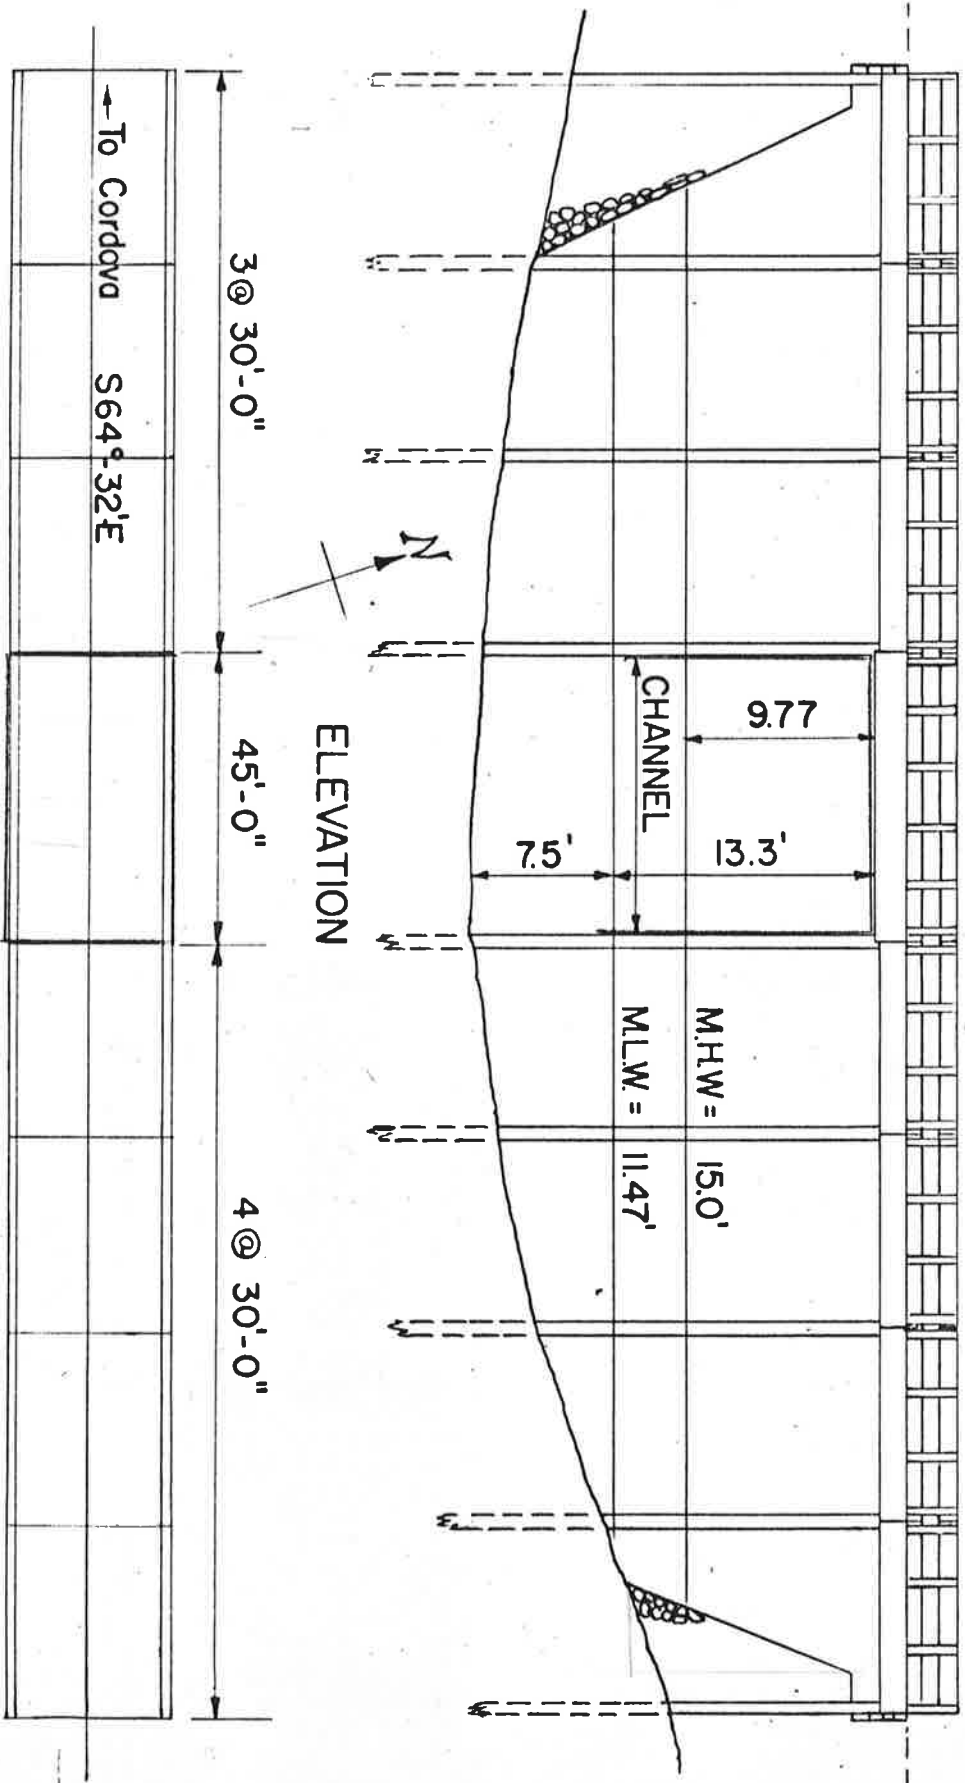 9.77
13.3'
CHANNEL
7.5'
M.H.W = 15.0'
M.L.W. = 11.47'
N
ELEVATION
3@ 30'-0"
45'-0"
4@ 30'-0"
←To Cordova S64°-32'E